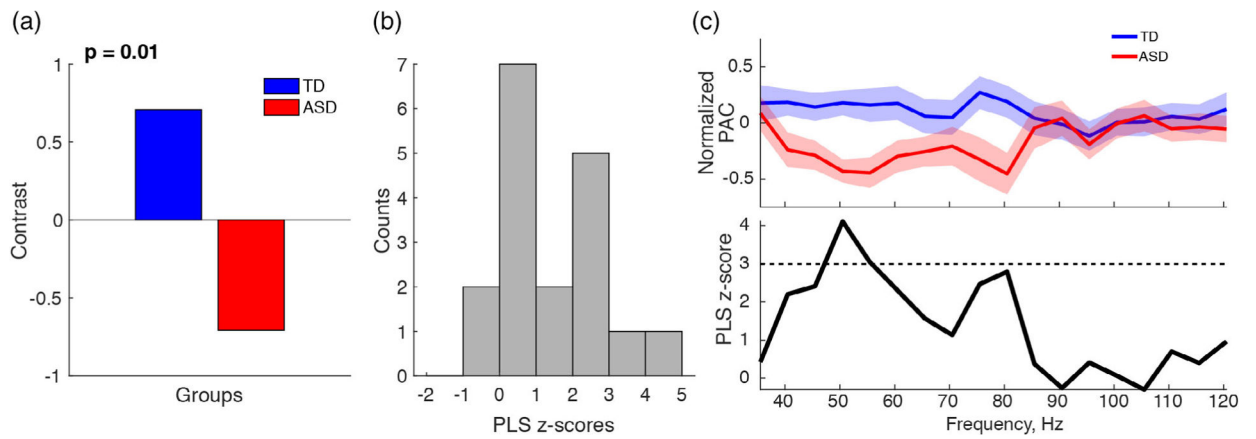 (a)
p = 0.01
TD
ASD
1
0.5
0
-0.5
-1
Contrast
Groups
(b)
7
6
5
4
3
2
1
0
Counts
-2 -1 0 1 2 3 4 5
PLS z-scores
(c)
TD
ASD
0.5
0
-0.5
Normalized
PAC
4
3
2
1
0
PLS z-score
40 50 60 70 80 90 100 110 120
Frequency, Hz